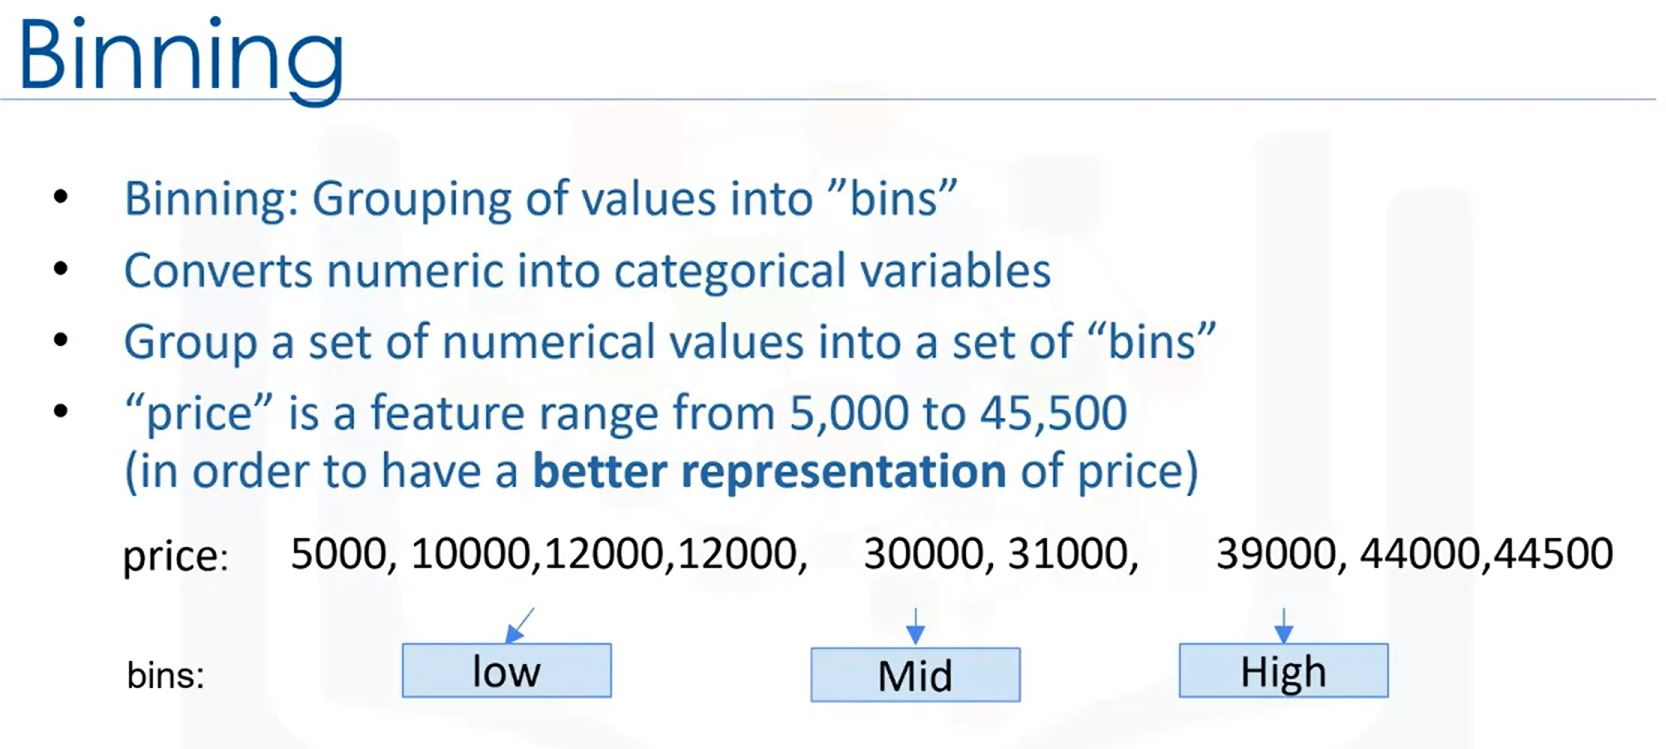 Binning
• Binning: Grouping of values into ”bins”
• Converts numeric into categorical variables
• Group a set of numerical values into a set of “bins”
• “price” is a feature range from 5,000 to 45,500
(in order to have a better representation of price)
price: 5000, 10000,12000,12000, 30000, 31000, 39000, 44000,44500
bins: low Mid High